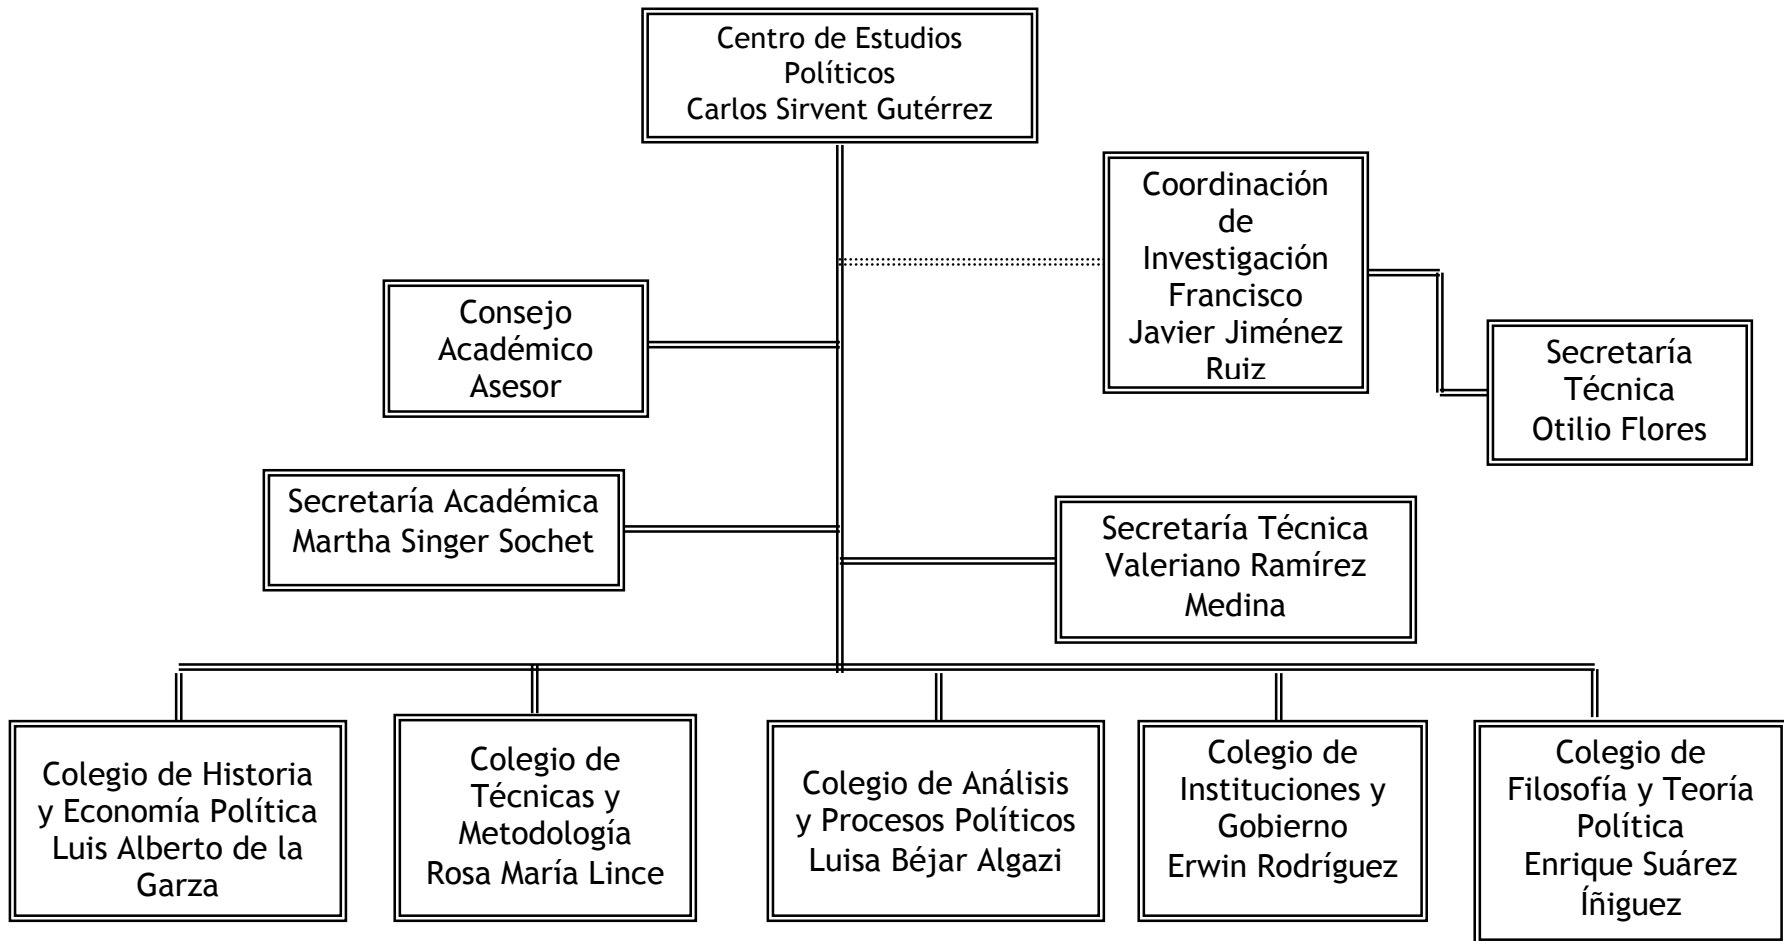 Centro de Estudios
Políticos
Carlos Sirvent Gutérrez
Coordinación
de
Investigación
Francisco
Javier Jiménez
Ruiz
Consejo
Académico
Asesor
Secretaría
Técnica
Otilio Flores
Secretaría Académica
Martha Singer Sochet
Secretaría Técnica
Valeriano Ramírez
Medina
Colegio de Historia
y Economía Política
Luis Alberto de la
Garza
Colegio de
Técnicas y
Metodología
Rosa María Lince
Colegio de Análisis
y Procesos Políticos
Luisa Béjar Algazi
Colegio de
Instituciones y
Gobierno
Erwin Rodríguez
Colegio de
Filosofía y Teoría
Política
Enrique Suárez
Íñiguez